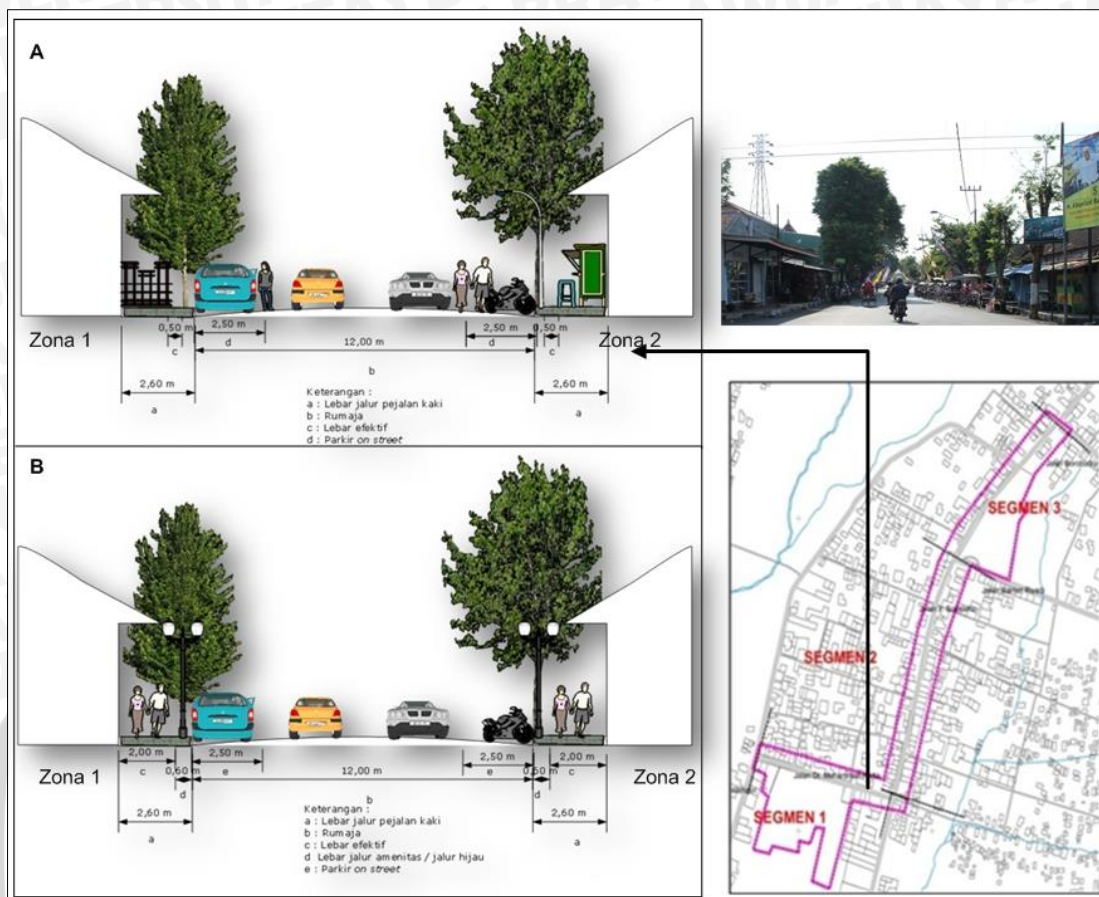 A
0,50 m
2,50 m
2,50 m
0,50 m
Zona 1
c
d
12,00 m
d
c
Zona 2
2,60 m
b
2,60 m
a
a
Keterangan :
a : Lebar jalur pejalan kaki
b : Rumaja
c : Lebar efektif
d : Parkir on street
B
2,00 m
2,50 m
2,50 m
2,00 m
Zona 1
c
0,60 m
e
12,00 m
e
0,60 m
c
Zona 2
d
b
d
2,60 m
2,60 m
a
a
Keterangan :
a : Lebar jalur pejalan kaki
b : Rumaja
c : Lebar efektif
d Lebar jalur amenitas / jalur hijau
e : Parkir on street
SEGMEN 3
SEGMEN 2
SEGMEN 1